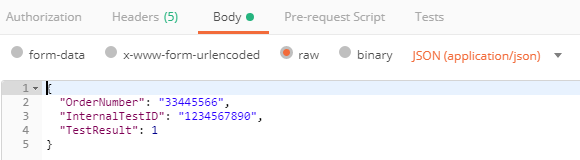 Authorization Headers (5) Body Pre-request Script Tests
form-data x-www-form-urlencoded raw binary JSON (application/json)
1 {
2 "OrderNumber": "33445566",
3 "InternalTestID": "1234567890",
4 "TestResult": 1
5 }